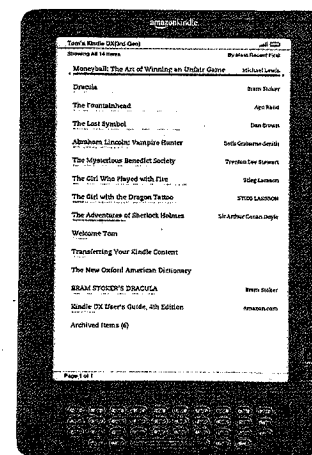 amazonkindle
Tom's Kindle DX(3rd Gen)
Showing All 14 Items By Most Recent First
Moneyball: The Art of Winning an Unfair Game Michael Lewis
Dracula Bram Stoker
The Fountainhead Ayn Rand
The Lost Symbol Dan Brown
Abraham Lincoln: Vampire Hunter Seth Grahame-Smith
The Mysterious Benedict Society Trenton Lee Stewart
The Girl Who Played with Fire Stieg Larsson
The Girl with the Dragon Tattoo STIEG LARSSON
The Adventures of Sherlock Holmes Sir Arthur Conan Doyle
Welcome Tom
Transferring Your Kindle Content
The New Oxford American Dictionary
BRAM STOKER'S DRACULA Bram Stoker
Kindle DX User's Guide, 4th Edition Amazon.com
Archived Items (6)
Page 1 of 1